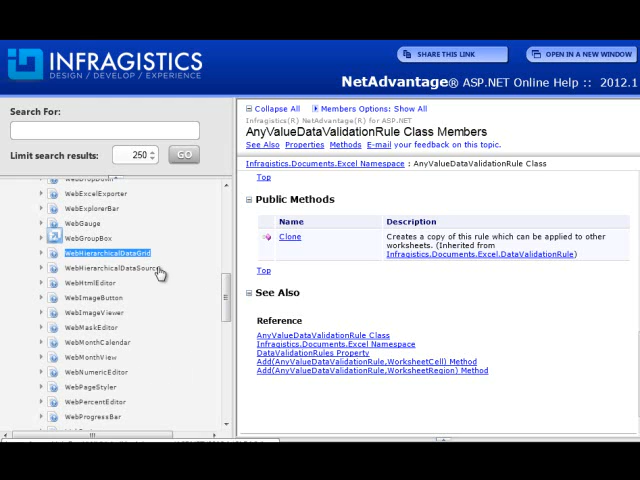 INFRAGISTICS
DESIGN / DEVELOP / EXPERIENCE
SHARE THIS LINK
OPEN IN A NEW WINDOW
NetAdvantage® ASP.NET Online Help :: 2012.1
Search For:
Limit search results: 250 GO
WebExcelExporter
WebExplorerBar
WebGauge
WebGroupBox
WebHierarchicalDataGrid
WebHierarchicalDataSource
WebHtmlEditor
WebImageButton
WebImageViewer
WebMaskEditor
WebMonthCalendar
WebMonthView
WebNumericEditor
WebPageStyler
WebPercentEditor
WebProgressBar
Collapse All Members Options: Show All
Infragistics(R) NetAdvantage(R) for ASP.NET
AnyValueDataValidationRule Class Members
See Also Properties Methods E-mail your feedback on this topic.
Infragistics.Documents.Excel Namespace : AnyValueDataValidationRule Class
Top
Public Methods
Name Description
Clone Creates a copy of this rule which can be applied to other
worksheets. (Inherited from
Infragistics.Documents.Excel.DataValidationRule)
Top
See Also
Reference
AnyValueDataValidationRule Class
Infragistics.Documents.Excel Namespace
DataValidationRules Property
Add(AnyValueDataValidationRule,WorksheetCell) Method
Add(AnyValueDataValidationRule,WorksheetRegion) Method